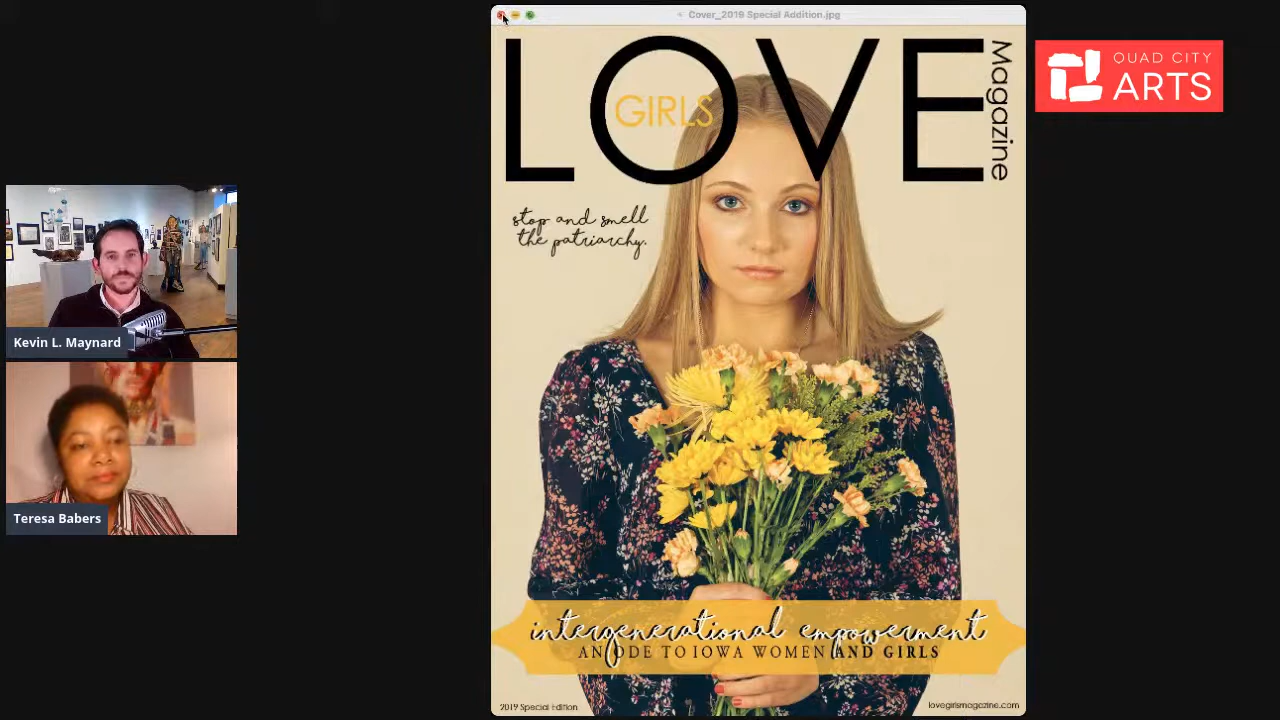 Cover_2019 Special Addition.jpg
LOVE
GIRLS
Magazine
stop and smell
the patriarchy.
intergenerational empowerment
AN ODE TO IOWA WOMEN AND GIRLS
2019 Special Edition
lovegirlsmagazine.com
QUAD CITY
ARTS
Kevin L. Maynard
Teresa Babers